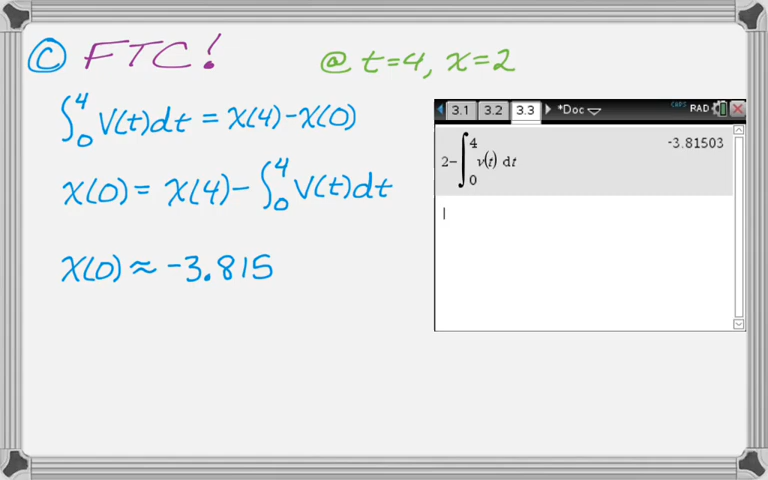 Ⓒ FTC!
@ t=4, x=2
∫₀⁴ V(t)dt = x(4)-x(0)
x(0) = x(4)-∫₀⁴ V(t)dt
x(0) ≈ -3.815
3.1 3.2 3.3 *Doc CAPS RAD
2-∫₀⁴ v(t) dt -3.81503